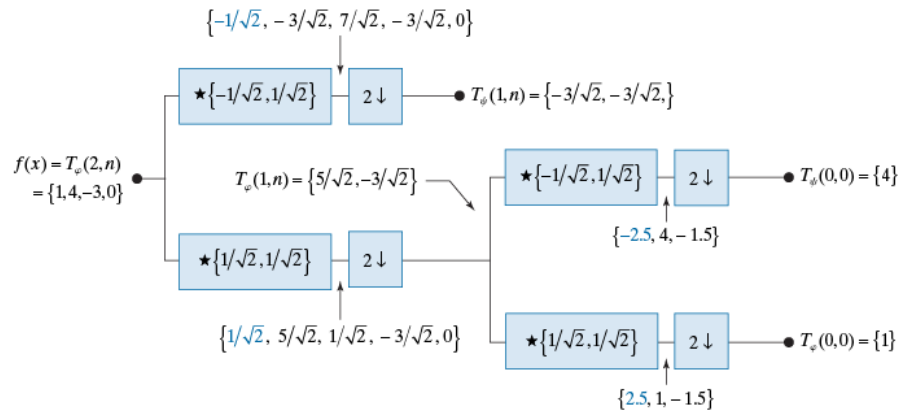 {-1/√2, -3/√2, 7/√2, -3/√2, 0}
★{-1/√2, 1/√2}
2↓
T_ψ(1,n) = {-3/√2, -3/√2,}
f(x) = T_φ(2,n)
= {1,4,-3,0}
T_φ(1,n) = {5/√2, -3/√2}
★{-1/√2, 1/√2}
2↓
T_ψ(0,0) = {4}
{-2.5, 4, -1.5}
★{1/√2, 1/√2}
2↓
{1/√2, 5/√2, 1/√2, -3/√2, 0}
★{1/√2, 1/√2}
2↓
T_φ(0,0) = {1}
{2.5, 1, -1.5}